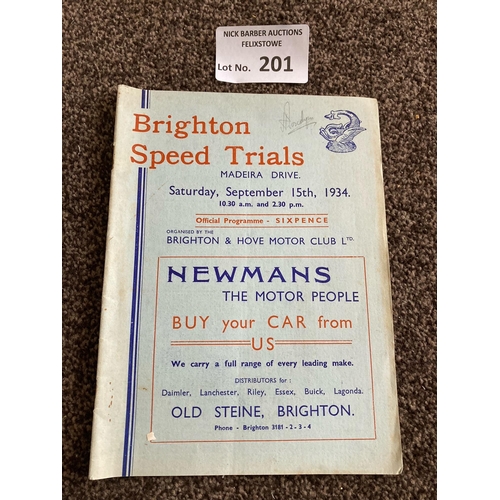 NICK BARBER AUCTIONS
FELIXSTOWE
Lot No. 201
Brighton
Speed Trials
MADEIRA DRIVE.
Saturday, September 15th, 1934.
10.30 a.m. and 2.30 p.m.
Official Programme - SIXPENCE
ORGANISED BY THE
BRIGHTON & HOVE MOTOR CLUB LTD.
NEWMANS
THE MOTOR PEOPLE
BUY your CAR from
US
We carry a full range of every leading make.
DISTRIBUTORS for:
Daimler, Lanchester, Riley, Essex, Buick, Lagonda.
OLD STEINE, BRIGHTON.
Phone - Brighton 3181-2-3-4